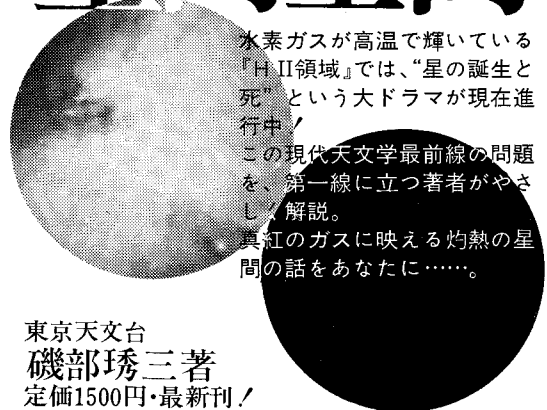 水素ガスが高温で輝いている
『H II領域』では、“星の誕生と
死”という大ドラマが現在進
行中！
この現代天文学最前線の問題
を、第一線に立つ著者がやさ
しく解説。
真紅のガスに映える灼熱の星
間の話をあなたに……。
東京天文台
磯部琇三著
定価1500円・最新刊！